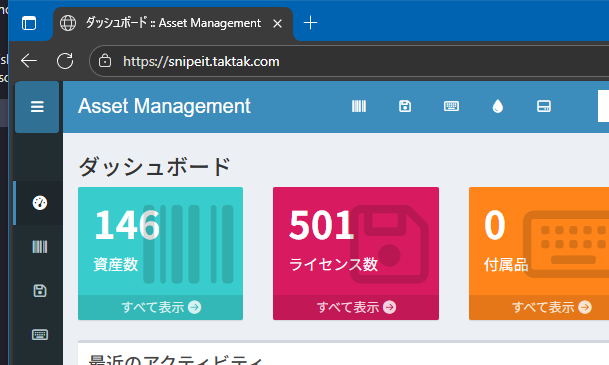 ダッシュボード :: Asset Management
https://snipeit.taktak.com
Asset Management
ダッシュボード
146
資産数
すべて表示
501
ライセンス数
すべて表示
0
付属品
すべて表示
最近のアクティビティ